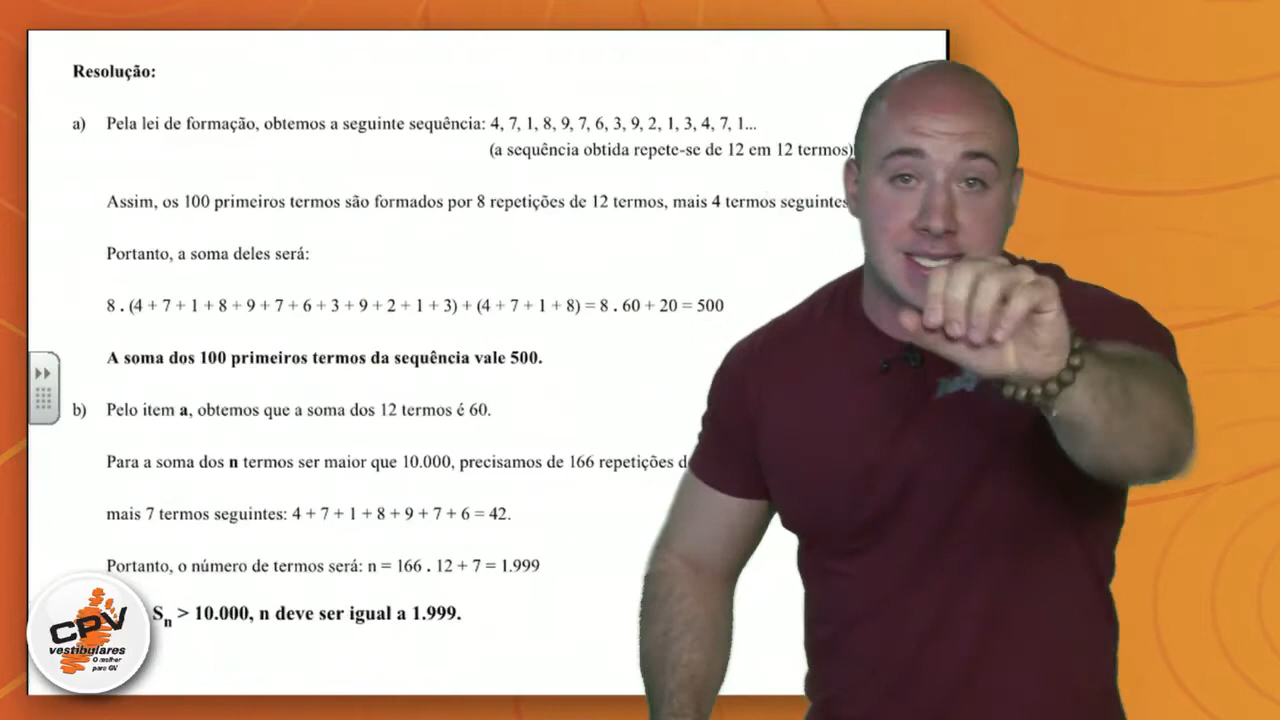 Resolução:
a) Pela lei de formação, obtemos a seguinte sequência: 4, 7, 1, 8, 9, 7, 6, 3, 9, 2, 1, 3, 4, 7, 1...
(a sequência obtida repete-se de 12 em 12 termos)
Assim, os 100 primeiros termos são formados por 8 repetições de 12 termos, mais 4 termos seguintes
Portanto, a soma deles será:
8 . (4 + 7 + 1 + 8 + 9 + 7 + 6 + 3 + 9 + 2 + 1 + 3) + (4 + 7 + 1 + 8) = 8 . 60 + 20 = 500
A soma dos 100 primeiros termos da sequência vale 500.
b) Pelo item a, obtemos que a soma dos 12 termos é 60.
Para a soma dos n termos ser maior que 10.000, precisamos de 166 repetições
mais 7 termos seguintes: 4 + 7 + 1 + 8 + 9 + 7 + 6 = 42.
Portanto, o número de termos será: n = 166 . 12 + 7 = 1.999
Sn > 10.000, n deve ser igual a 1.999.
CPV
vestibulares
O melhor
para GV